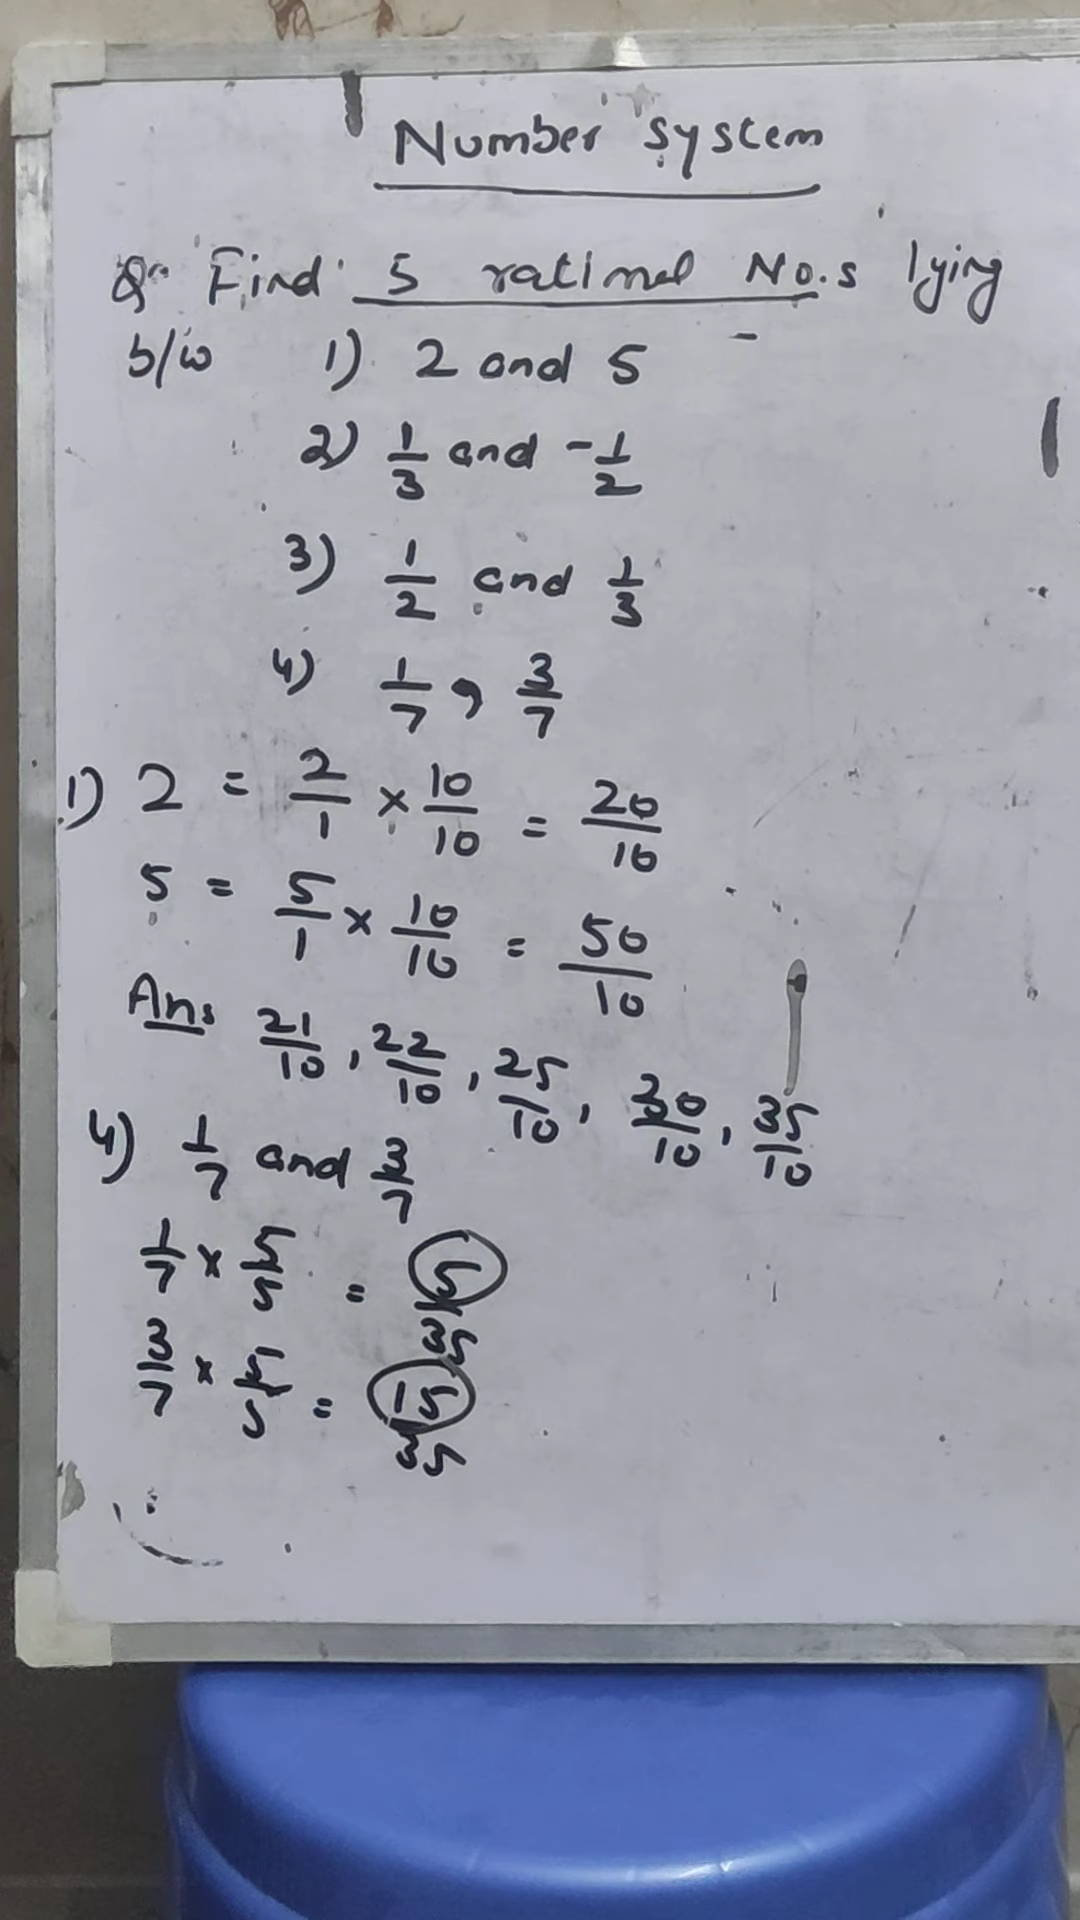 Number system
Qn Find 5 rational No.s lying
b/w 1) 2 and 5
2) 1/3 and -1/2
3) 1/2 and 1/3
4) 1/7, 3/7
1) 2 = 2/1 × 10/10 = 20/10
5 = 5/1 × 10/10 = 50/10
Ans 21/10, 22/10, 25/10, 30/10, 35/10
4) 1/7 and 3/7
1/7 × 5/5 = 5/35
3/7 × 5/5 = 15/35